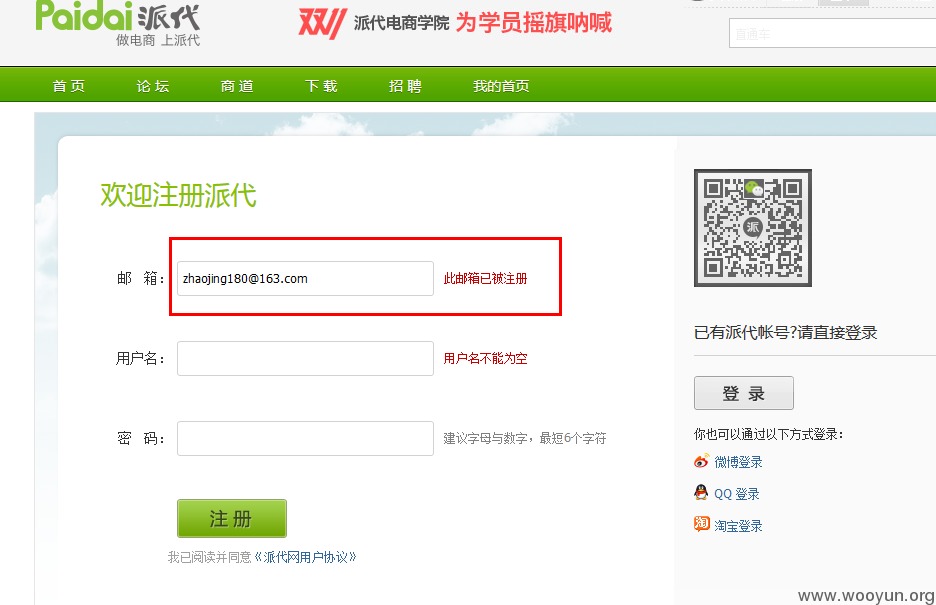 Paidai 派代
做电商 上派代
双11 派代电商学院 为学员摇旗呐喊
直通车
首 页 论 坛 商 道 下 载 招 聘 我的首页
欢迎注册派代
邮 箱： zhaojing180@163.com 此邮箱已被注册
用户名： 用户名不能为空
密 码： 建议字母与数字，最短6个字符
注 册
我已阅读并同意《派代网用户协议》
派
已有派代帐号?请直接登录
登 录
你也可以通过以下方式登录：
微博登录
QQ 登录
淘 淘宝登录
www.wooyun.org